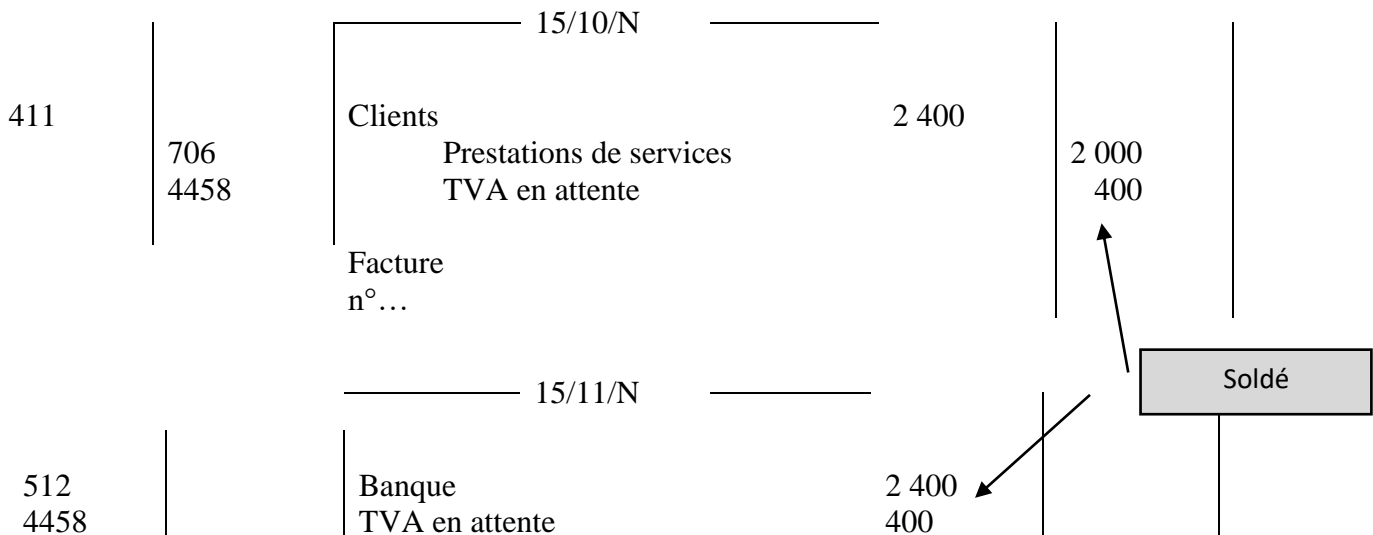 15/10/N
411 Clients 2 400
706 Prestations de services 2 000
4458 TVA en attente 400
Facture
n°…
Soldé
15/11/N
512 Banque 2 400
4458 TVA en attente 400